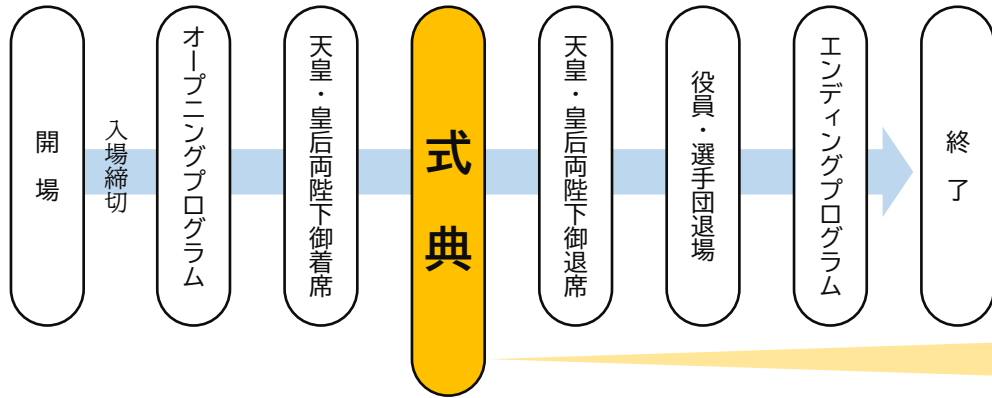 開場
入場締切
オープニングプログラム
天皇・皇后両陛下御着席
式典
天皇・皇后両陛下御退席
役員・選手団退場
エンディングプログラム
終了